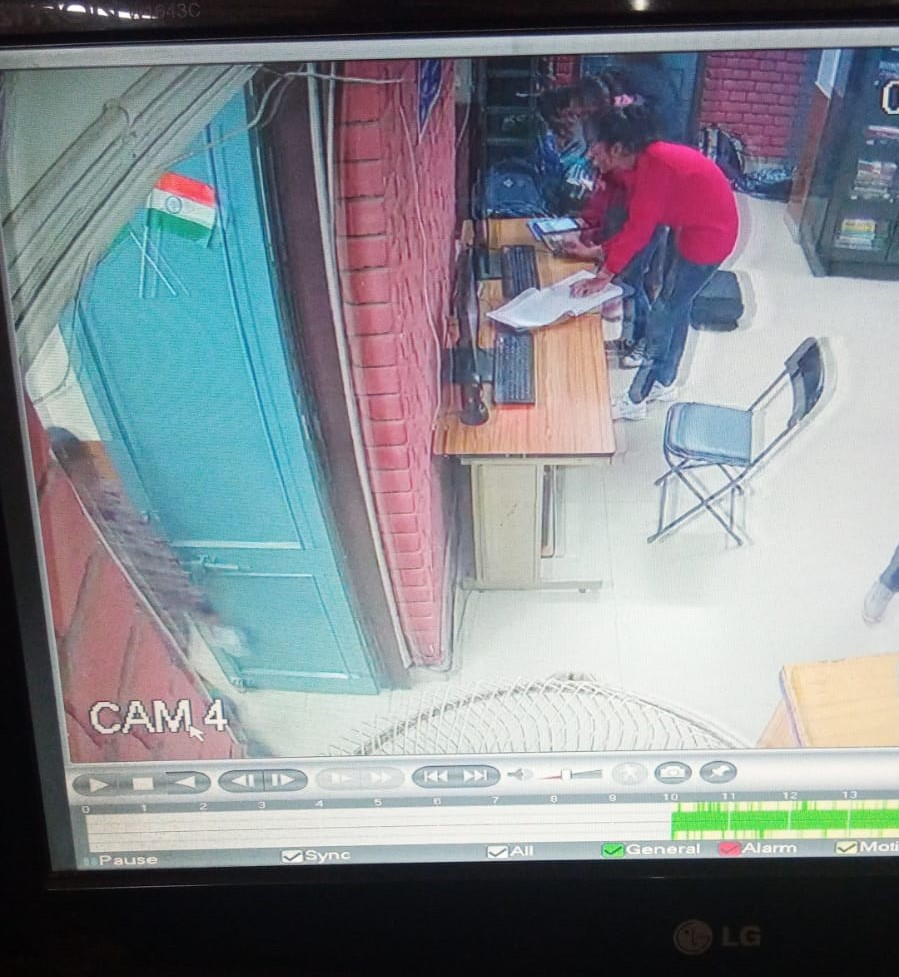 CAM 4
0 1 2 3 4 5 6 7 8 9 10 11 12 13
Pause Sync All General Alarm Moti
LG